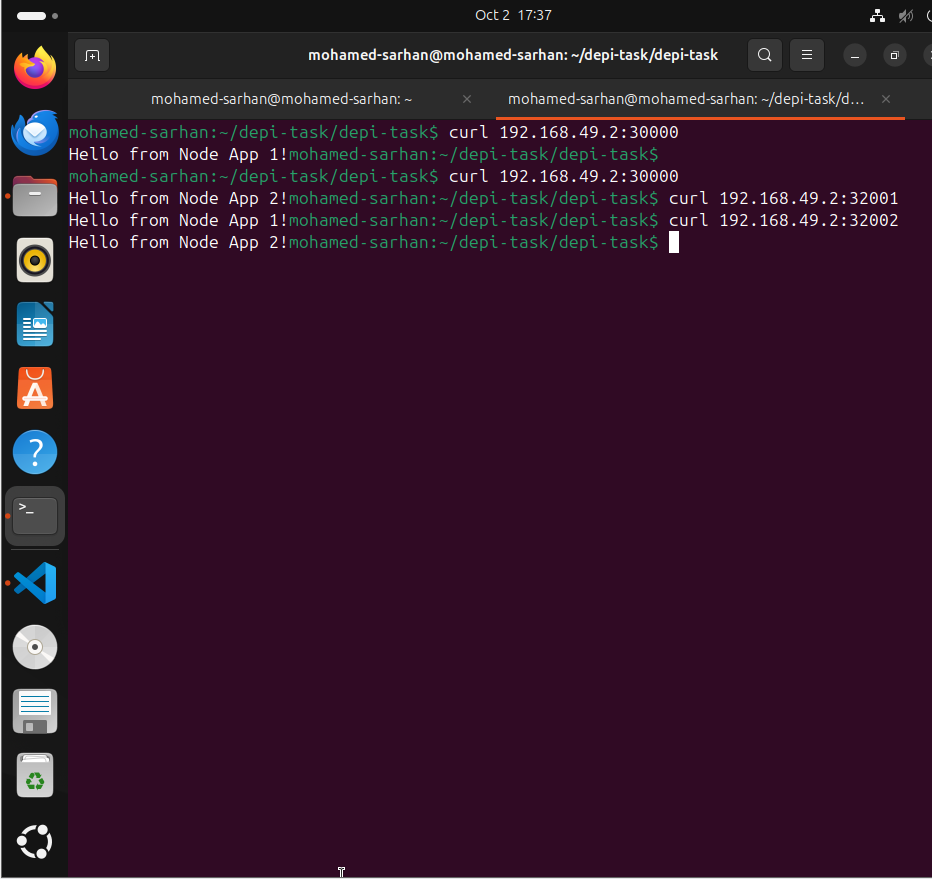 Oct 2 17:37
mohamed-sarhan@mohamed-sarhan: ~/depi-task/depi-task
mohamed-sarhan@mohamed-sarhan: ~
mohamed-sarhan@mohamed-sarhan: ~/depi-task/d...
mohamed-sarhan:~/depi-task/depi-task$ curl 192.168.49.2:30000
Hello from Node App 1!mohamed-sarhan:~/depi-task/depi-task$
mohamed-sarhan:~/depi-task/depi-task$ curl 192.168.49.2:30000
Hello from Node App 2!mohamed-sarhan:~/depi-task/depi-task$ curl 192.168.49.2:32001
Hello from Node App 1!mohamed-sarhan:~/depi-task/depi-task$ curl 192.168.49.2:32002
Hello from Node App 2!mohamed-sarhan:~/depi-task/depi-task$